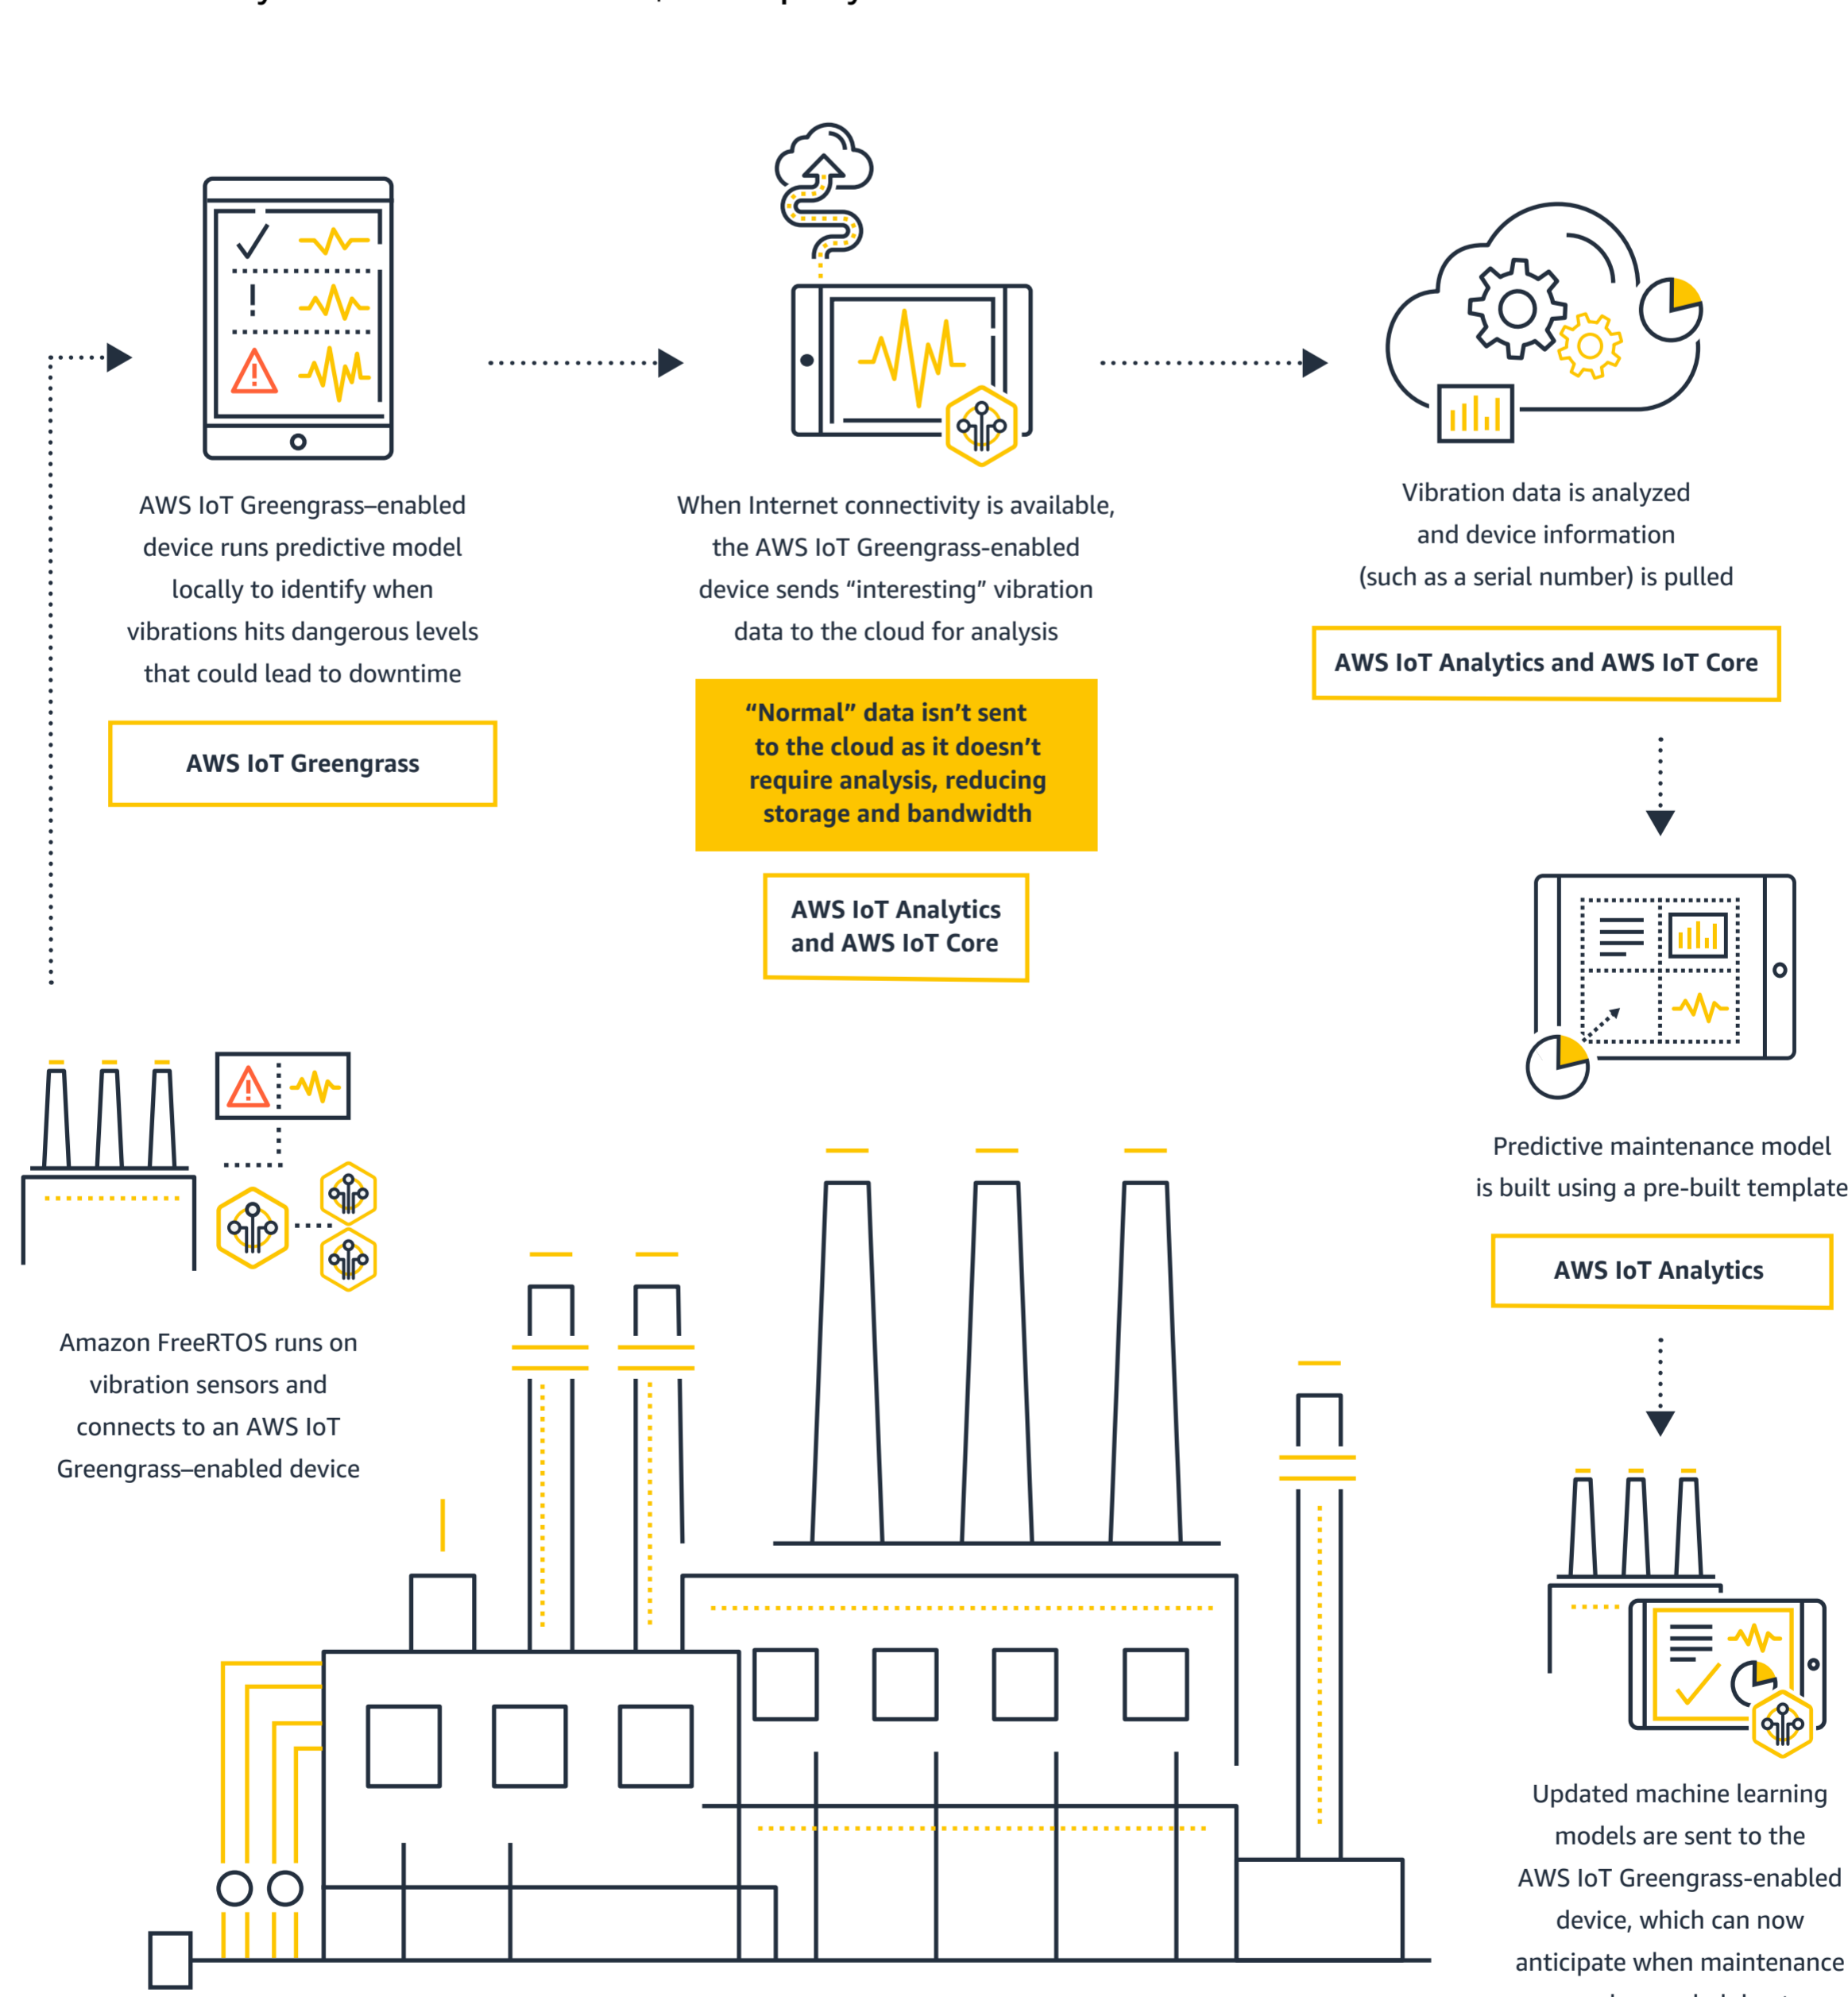 AWS IoT Greengrass–enabled
device runs predictive model
locally to identify when
vibrations hits dangerous levels
that could lead to downtime
AWS IoT Greengrass
When Internet connectivity is available,
the AWS IoT Greengrass-enabled
device sends “interesting” vibration
data to the cloud for analysis
“Normal” data isn’t sent
to the cloud as it doesn’t
require analysis, reducing
storage and bandwidth
AWS IoT Analytics
and AWS IoT Core
Vibration data is analyzed
and device information
(such as a serial number) is pulled
AWS IoT Analytics and AWS IoT Core
Predictive maintenance model
is built using a pre-built template
AWS IoT Analytics
Amazon FreeRTOS runs on
vibration sensors and
connects to an AWS IoT
Greengrass–enabled device
Updated machine learning
models are sent to the
AWS IoT Greengrass-enabled
device, which can now
anticipate when maintenance